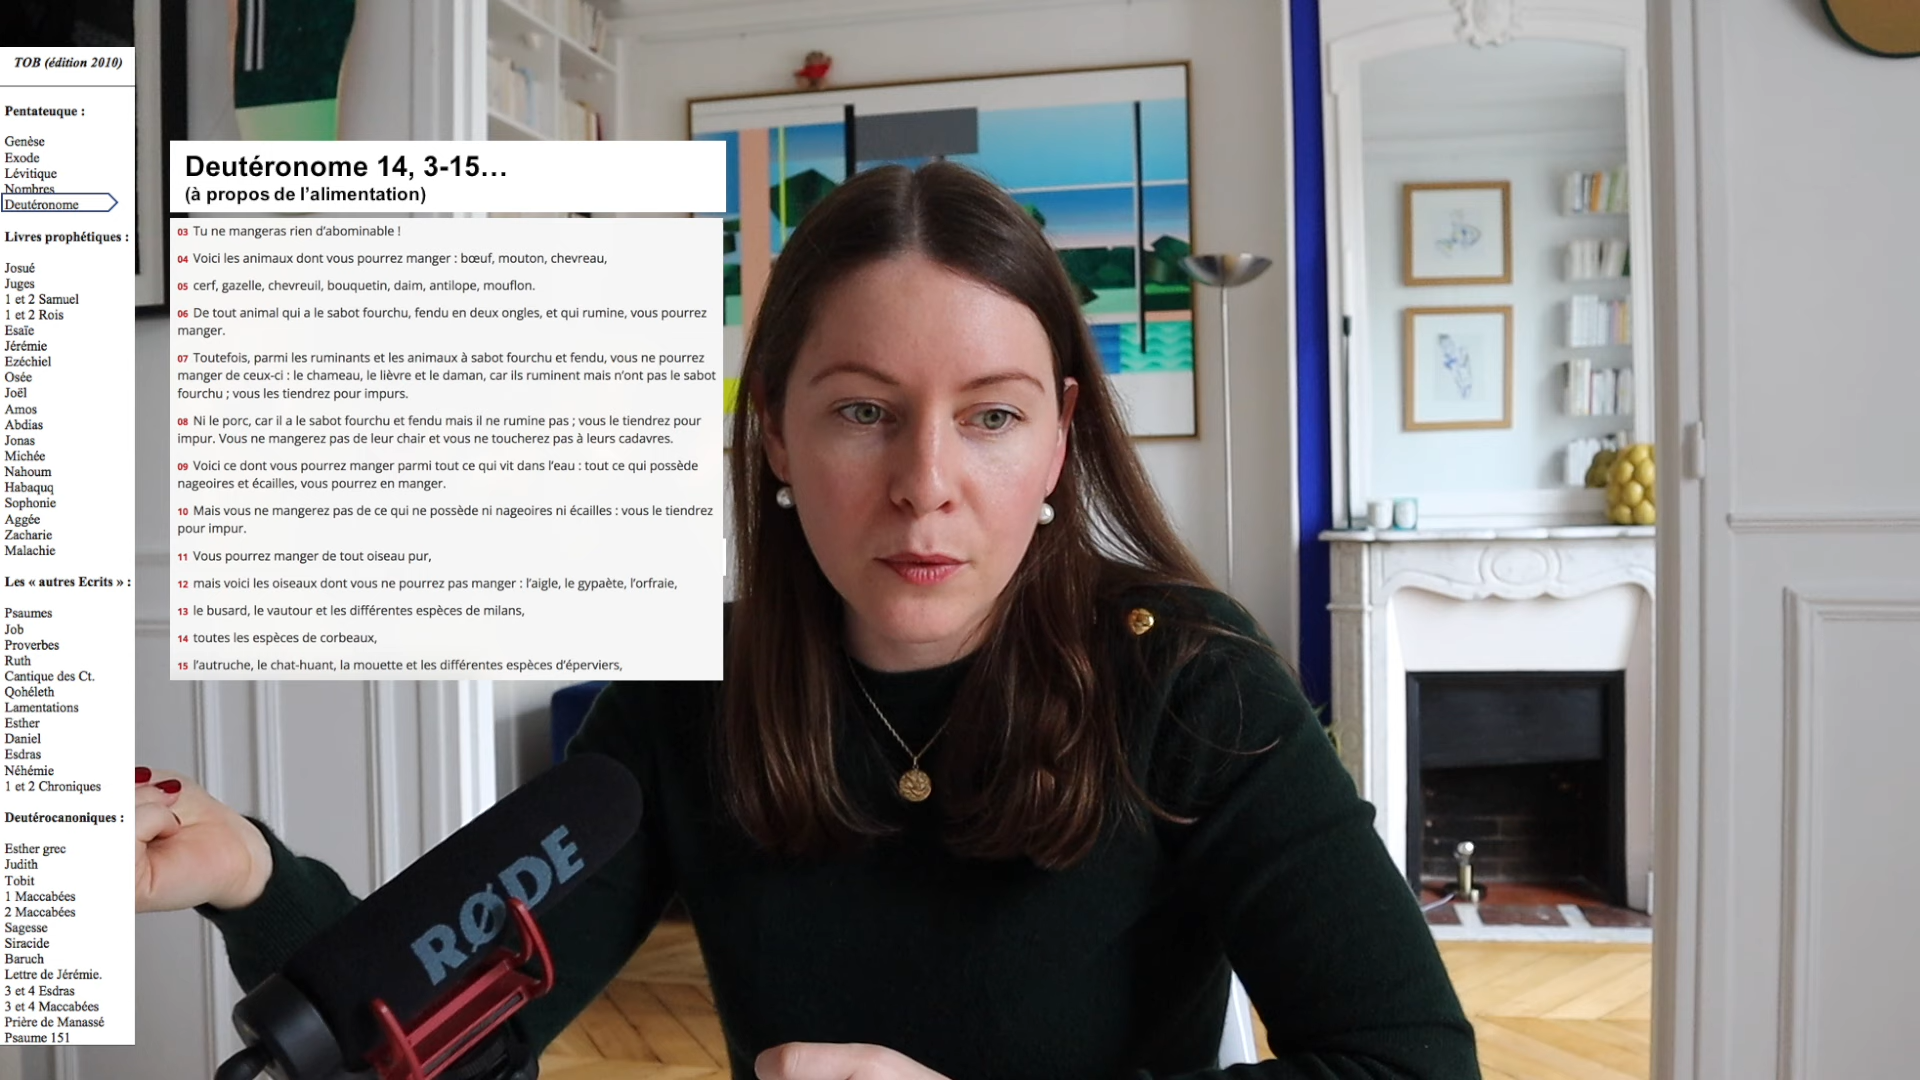 TOB (édition 2010)
Pentateuque :
Genèse
Exode
Lévitique
Nombres
Deutéronome
Livres prophétiques :
Josué
Juges
1 et 2 Samuel
1 et 2 Rois
Esaïe
Jérémie
Ezéchiel
Osée
Joël
Amos
Abdias
Jonas
Michée
Nahoum
Habaquq
Sophonie
Aggée
Zacharie
Malachie
Les « autres Ecrits » :
Psaumes
Job
Proverbes
Ruth
Cantique des Ct.
Qohéleth
Lamentations
Esther
Daniel
Esdras
Néhémie
1 et 2 Chroniques
Deutérocanoniques :
Esther grec
Judith
Tobit
1 Maccabées
2 Maccabées
Sagesse
Siracide
Baruch
Lettre de Jérémie.
3 et 4 Esdras
3 et 4 Maccabées
Prière de Manassé
Psaume 151
Deutéronome 14, 3-15…
(à propos de l’alimentation)
03 Tu ne mangeras rien d’abominable !
04 Voici les animaux dont vous pourrez manger : bœuf, mouton, chevreau,
05 cerf, gazelle, chevreuil, bouquetin, daim, antilope, mouflon.
06 De tout animal qui a le sabot fourchu, fendu en deux ongles, et qui rumine, vous pourrez
manger.
07 Toutefois, parmi les ruminants et les animaux à sabot fourchu et fendu, vous ne pourrez
manger de ceux-ci : le chameau, le lièvre et le daman, car ils ruminent mais n’ont pas le sabot
fourchu ; vous les tiendrez pour impurs.
08 Ni le porc, car il a le sabot fourchu et fendu mais il ne rumine pas ; vous le tiendrez pour
impur. Vous ne mangerez pas de leur chair et vous ne toucherez pas à leurs cadavres.
09 Voici ce dont vous pourrez manger parmi tout ce qui vit dans l’eau : tout ce qui possède
nageoires et écailles, vous pourrez en manger.
10 Mais vous ne mangerez pas de ce qui ne possède ni nageoires ni écailles : vous le tiendrez
pour impur.
11 Vous pourrez manger de tout oiseau pur,
12 mais voici les oiseaux dont vous ne pourrez pas manger : l’aigle, le gypaète, l’orfraie,
13 le busard, le vautour et les différentes espèces de milans,
14 toutes les espèces de corbeaux,
15 l’autruche, le chat-huant, la mouette et les différentes espèces d’éperviers,
RØDE